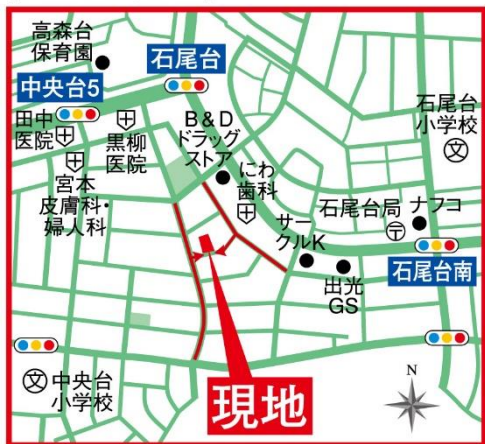 高森台
保育園
石尾台
中央台5
田中
医院
黒柳
医院
B&D
ドラッグ
ストア
石尾台
小学校
文
宮本
皮膚科・
婦人科
にわ
歯科
石尾台局
〒
ナフコ
サー
クルK
石尾台南
出光
GS
文
中央台
小学校
現地
N